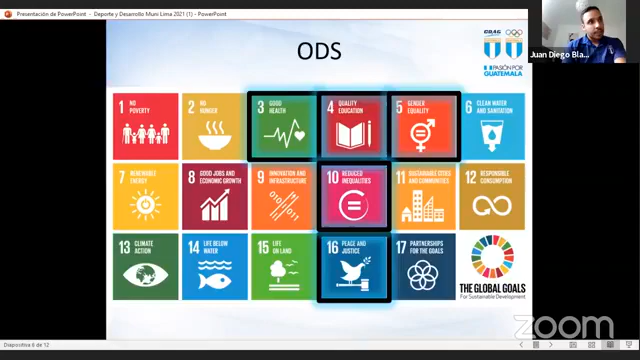 Presentación de PowerPoint - Deporte y Desarrollo Muni Lima 2021 (1) - PowerPoint
ODS
CDAG
PASIÓN POR
GUATEMALA
Juan Diego Bla...
1 NO
POVERTY
2 NO
HUNGER
3 GOOD
HEALTH
4 QUALITY
EDUCATION
5 GENDER
EQUALITY
6 CLEAN WATER
AND SANITATION
7 RENEWABLE
ENERGY
8 GOOD JOBS AND
ECONOMIC GROWTH
9 INNOVATION AND
INFRASTRUCTURE
010/
/011
10 REDUCED
INEQUALITIES
11 SUSTAINABLE CITIES
AND COMMUNITIES
12 RESPONSIBLE
CONSUMPTION
13 CLIMATE
ACTION
14 LIFE BELOW
WATER
15 LIFE
ON LAND
16 PEACE AND
JUSTICE
17 PARTNERSHIPS
FOR THE GOALS
THE GLOBAL GOALS
For Sustainable Development
zoom
Diapositiva 6 de 12